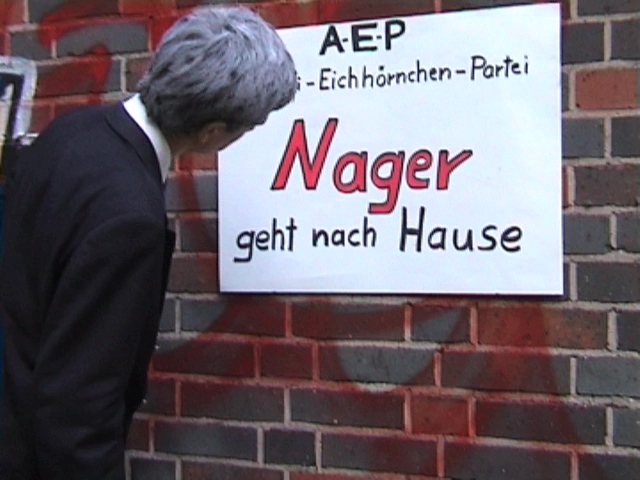 A-E-P
i-Eichhörnchen-Partei
Nager
geht nach Hause